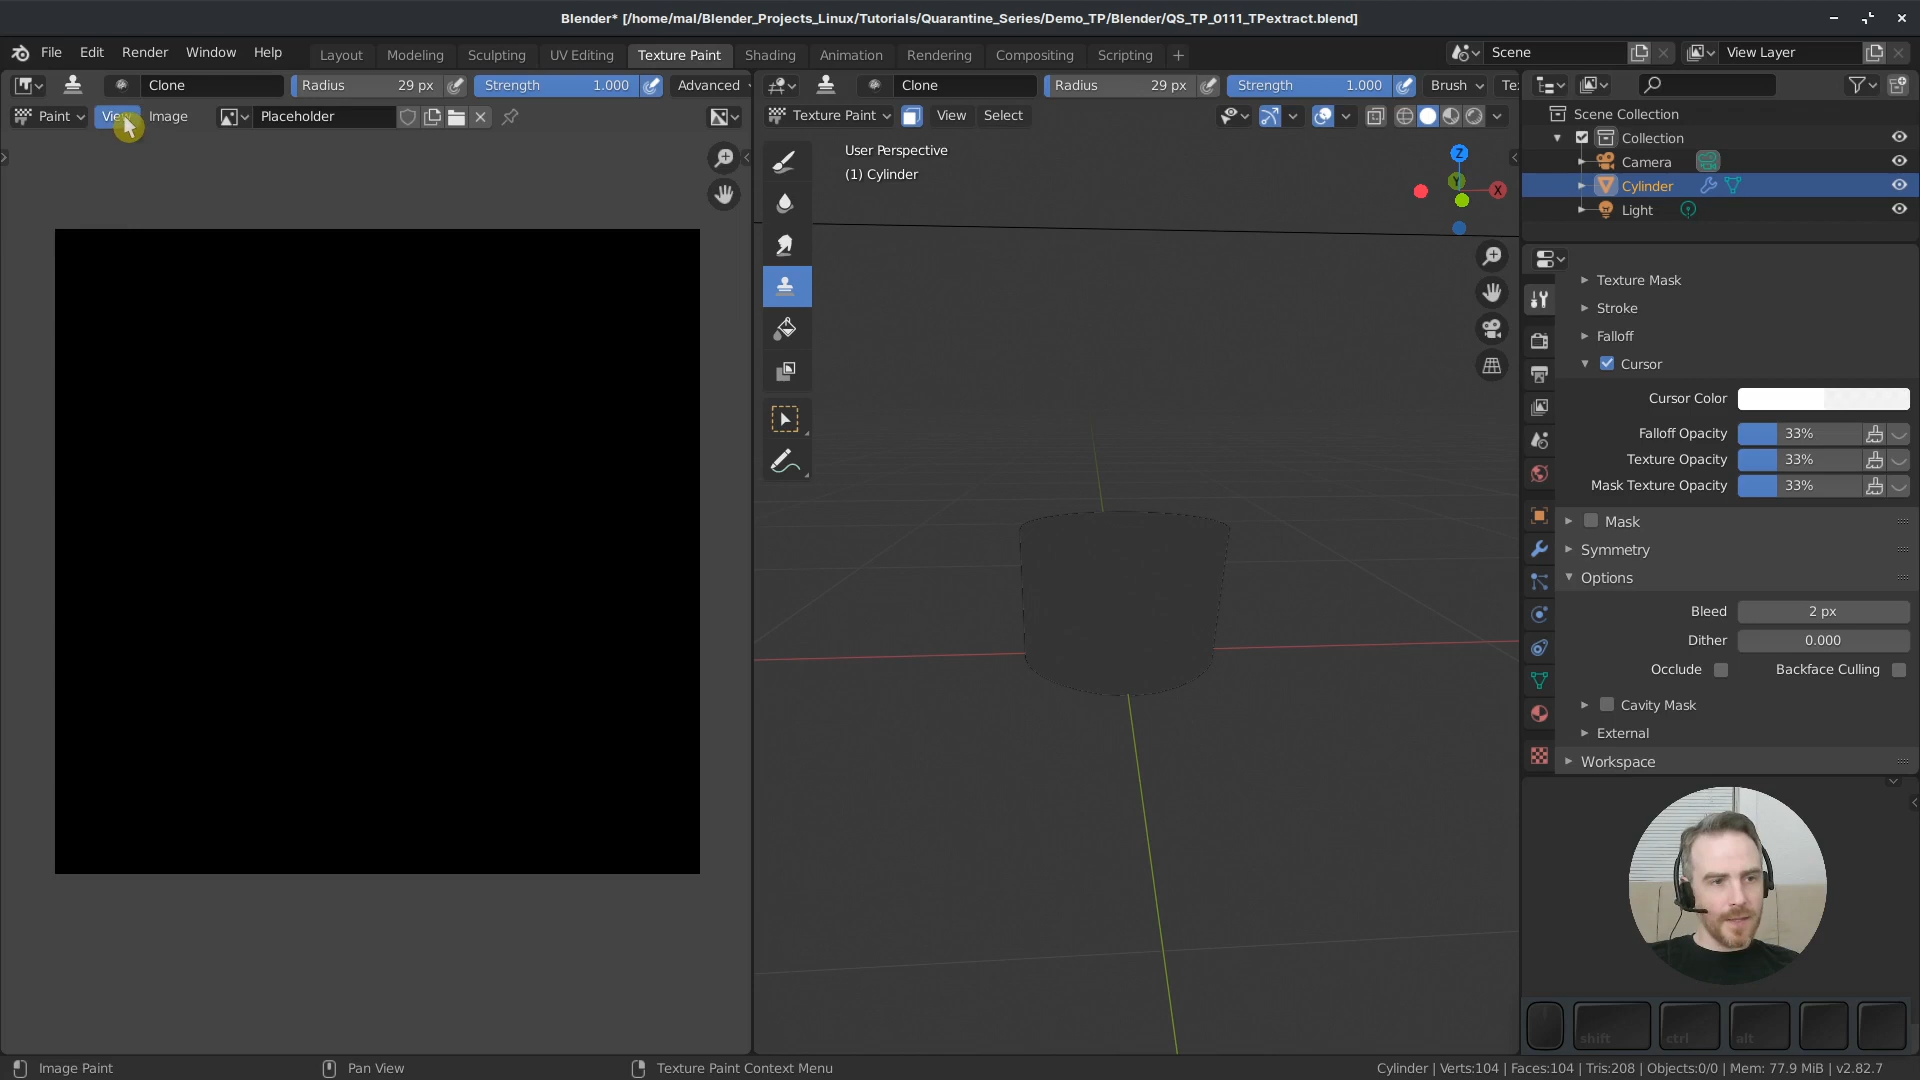 Blender* [/home/mal/Blender_Projects_Linux/Tutorials/Quarantine_Series/Demo_TP/Blender/QS_TP_0111_TPextract.blend]
File Edit Render Window Help Layout Modeling Sculpting UV Editing Texture Paint Shading Animation Rendering Compositing Scripting + Scene View Layer
Clone Radius 29 px Strength 1.000 Advanced Clone Radius 29 px Strength 1.000 Brush Te:
Paint View Image Placeholder Texture Paint View Select
Scene Collection
Collection
Camera
Cylinder
Light
User Perspective
(1) Cylinder
Z
Y
X
Texture Mask
Stroke
Falloff
Cursor
Cursor Color
Falloff Opacity 33%
Texture Opacity 33%
Mask Texture Opacity 33%
Mask
Symmetry
Options
Bleed 2 px
Dither 0.000
Occlude Backface Culling
Cavity Mask
External
Workspace
shift ctrl alt
Image Paint Pan View Texture Paint Context Menu Cylinder | Verts:104 | Faces:104 | Tris:208 | Objects:0/0 | Mem: 77.9 MiB | v2.82.7